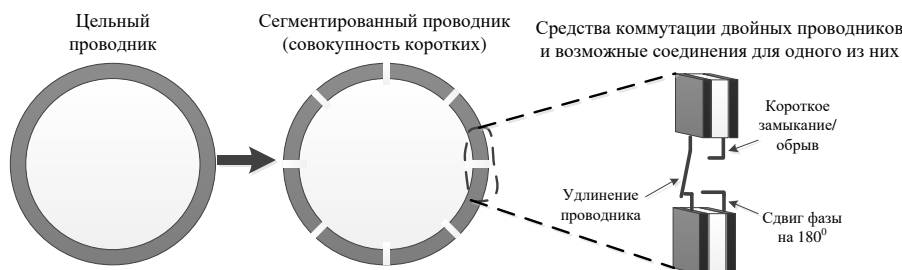 Цельный
проводник
Сегментированный проводник
(совокупность коротких)
Средства коммутации двойных проводников
и возможные соединения для одного из них
Короткое
замыкание/
обрыв
Удлинение
проводника
Сдвиг фазы
на 180⁰